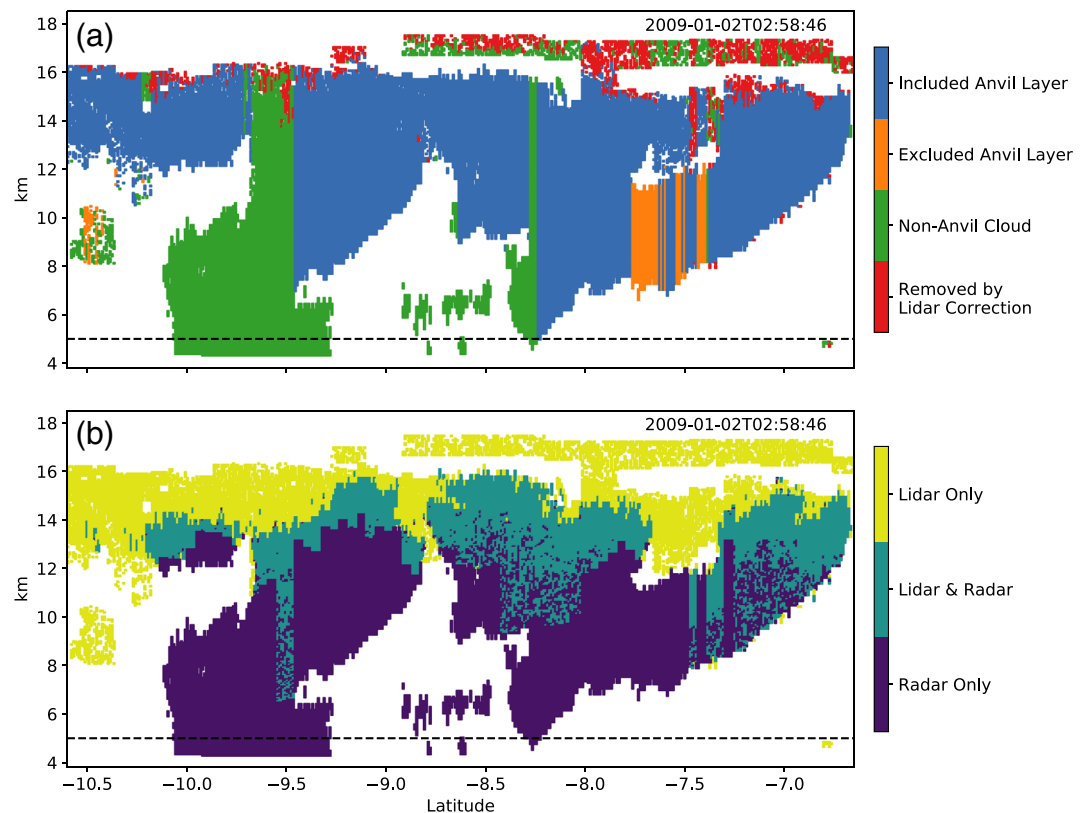 (a)
2009-01-02T02:58:46
18
16
14
12
10
8
6
4
km
Included Anvil Layer
Excluded Anvil Layer
Non-Anvil Cloud
Removed by
Lidar Correction
(b)
2009-01-02T02:58:46
18
16
14
12
10
8
6
4
km
−10.5 −10.0 −9.5 −9.0 −8.5 −8.0 −7.5 −7.0
Latitude
Lidar Only
Lidar & Radar
Radar Only